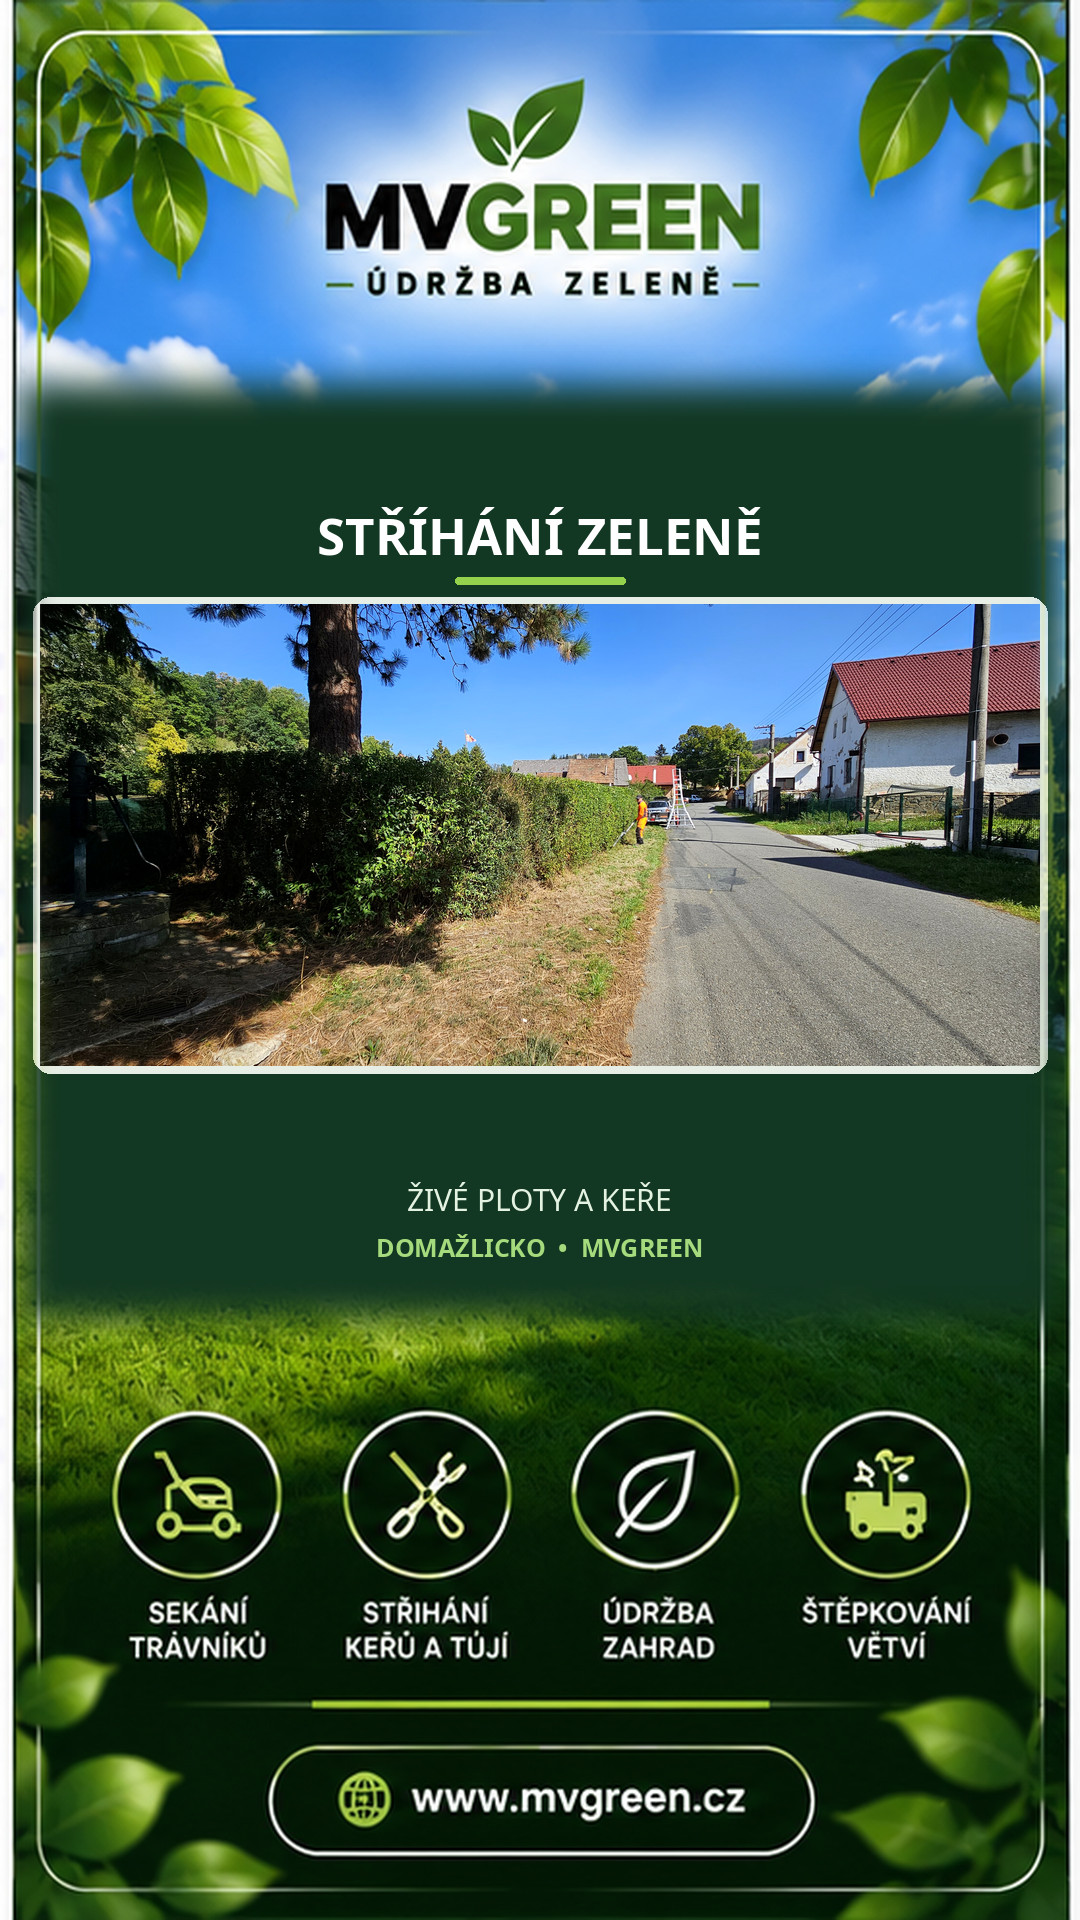 MVGREEN
ÚDRŽBA ZELENĚ
STŘÍHÁNÍ ZELENĚ
ŽIVÉ PLOTY A KEŘE
DOMAŽLICKO • MVGREEN
SEKÁNÍ
TRÁVNÍKŮ
STŘIHÁNÍ
KEŘŮ A TŮJÍ
ÚDRŽBA
ZAHRAD
ŠTĚPKOVÁNÍ
VĚTVÍ
www.mvgreen.cz